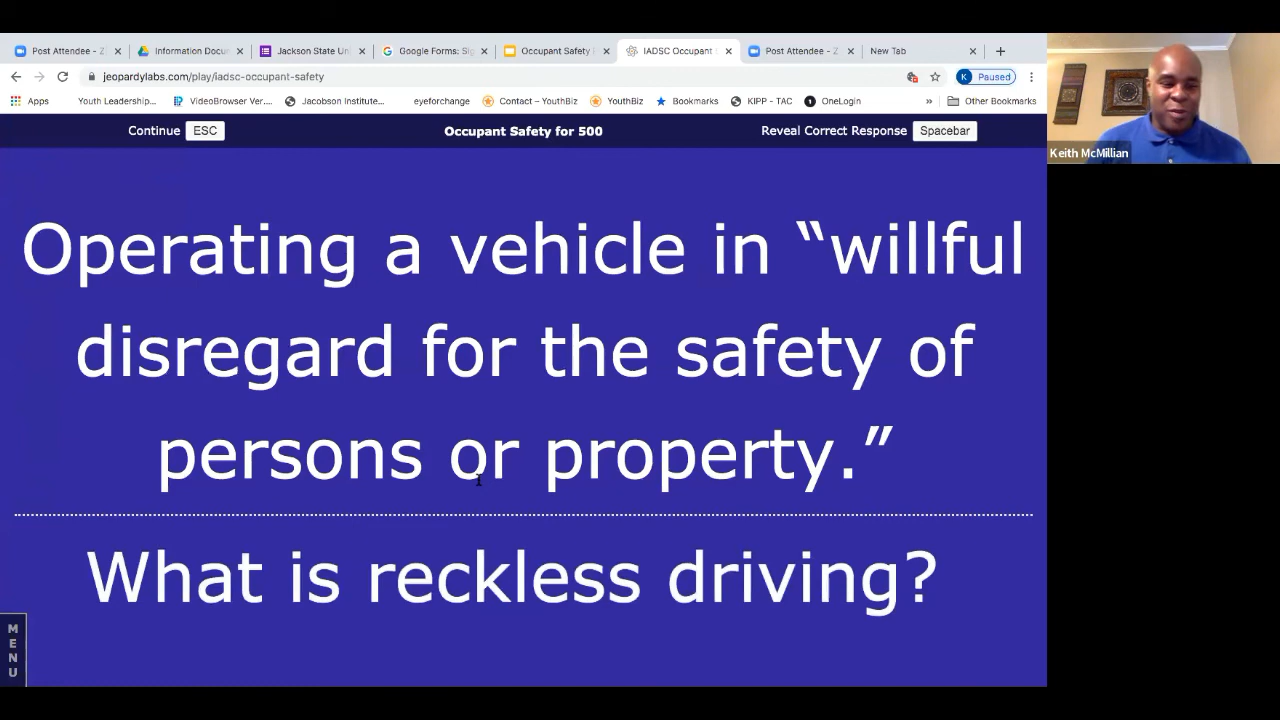 Post Attendee - Z
Information Docu
Jackson State Un
Google Forms: Sig
Occupant Safety
IADSC Occupant
Post Attendee - Z
New Tab
jeopardylabs.com/play/iadsc-occupant-safety
K
Paused
Apps
Youth Leadership...
VideoBrowser Ver....
Jacobson Institute...
eyeforchange
Contact – YouthBiz
YouthBiz
Bookmarks
KIPP - TAC
OneLogin
»
Other Bookmarks
Continue ESC
Occupant Safety for 500
Reveal Correct Response Spacebar
Keith McMillian
Operating a vehicle in “willful
disregard for the safety of
persons or property.”
What is reckless driving?
MENU